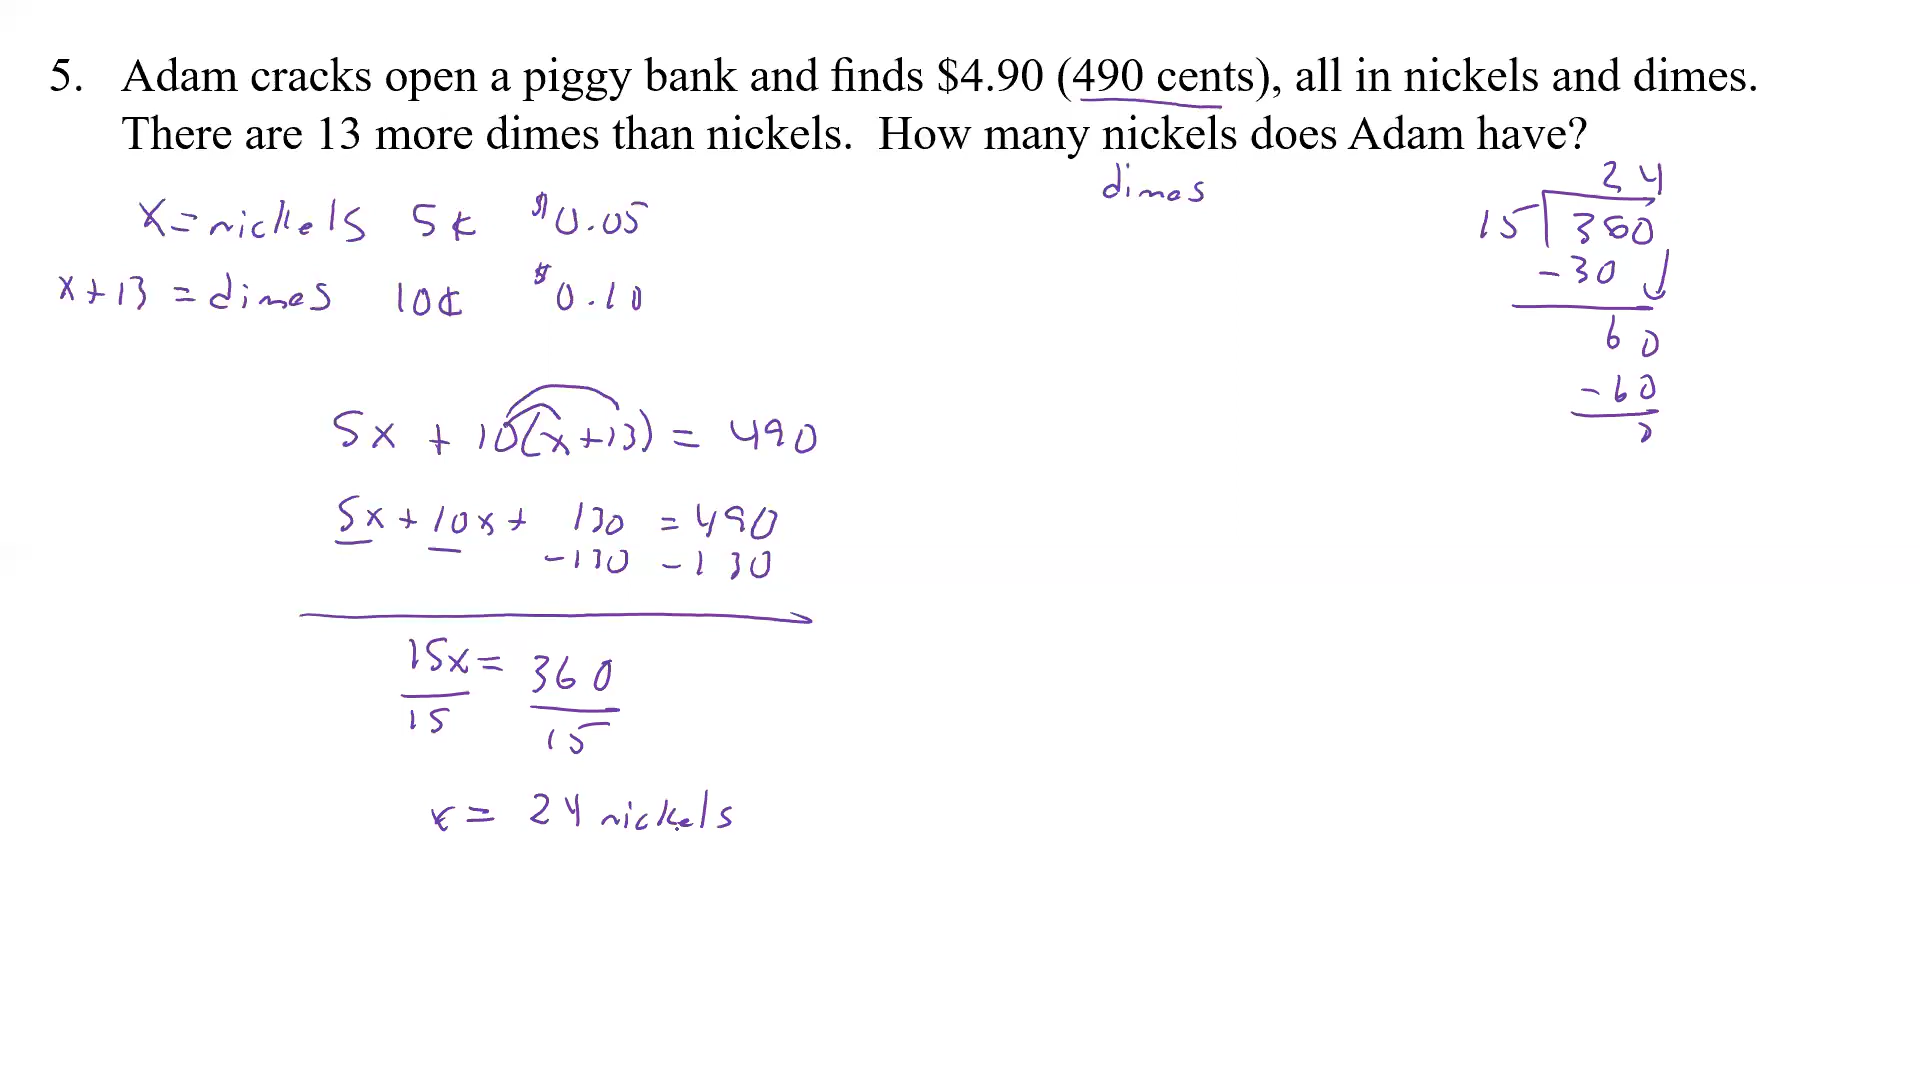 5. Adam cracks open a piggy bank and finds $4.90 (490 cents), all in nickels and dimes.
There are 13 more dimes than nickels. How many nickels does Adam have?
dimes
x = nickels 5¢ $0.05
x + 13 = dimes 10¢ $0.10
24
15 360
-30
60
-60
0
5x + 10(x+13) = 490
5x + 10x + 130 = 490
-130 -130
15x = 360
15 15
x = 24 nickels